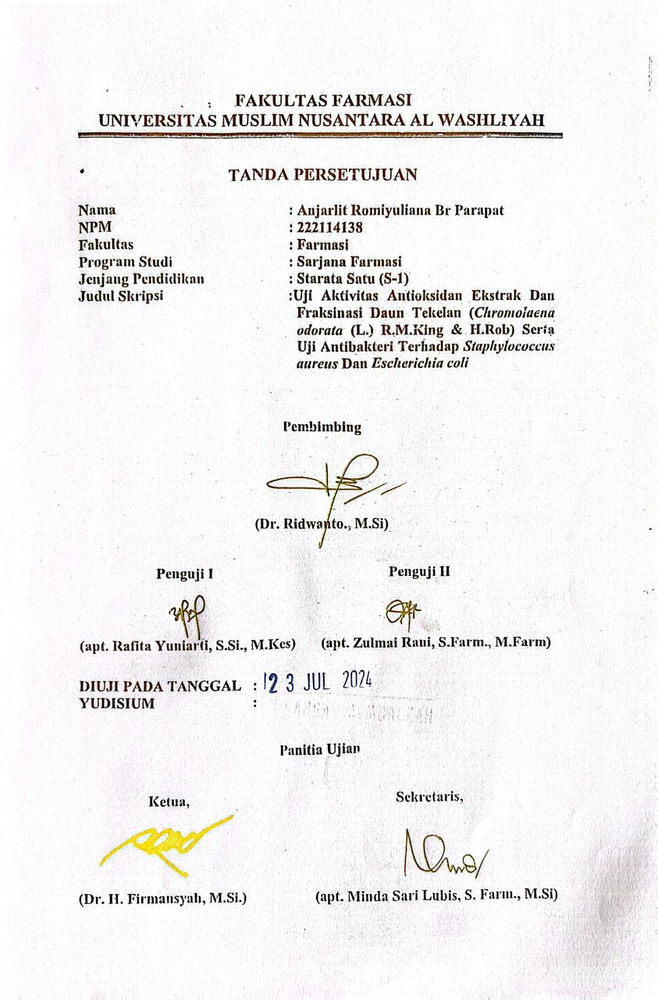 FAKULTAS FARMASI
UNIVERSITAS MUSLIM NUSANTARA AL WASHLIYAH
TANDA PERSETUJUAN
Nama : Anjarlit Romiyuliana Br Parapat
NPM : 222114138
Fakultas : Farmasi
Program Studi : Sarjana Farmasi
Jenjang Pendidikan : Starata Satu (S-1)
Judul Skripsi :Uji Aktivitas Antioksidan Ekstrak Dan
Fraksinasi Daun Tekelan (Chromolaena
odorata (L.) R.M.King & H.Rob) Serta
Uji Antibakteri Terhadap Staphylococcus
aureus Dan Escherichia coli
Pembimbing
(Dr. Ridwanto., M.Si)
Penguji I Penguji II
(apt. Rafita Yuniarti, S.Si., M.Kes) (apt. Zulmai Rani, S.Farm., M.Farm)
DIUJI PADA TANGGAL : 23 JUL 2024
YUDISIUM :
Panitia Ujian
Ketua, Sekretaris,
(Dr. H. Firmansyah, M.Si.) (apt. Minda Sari Lubis, S. Farm., M.Si)